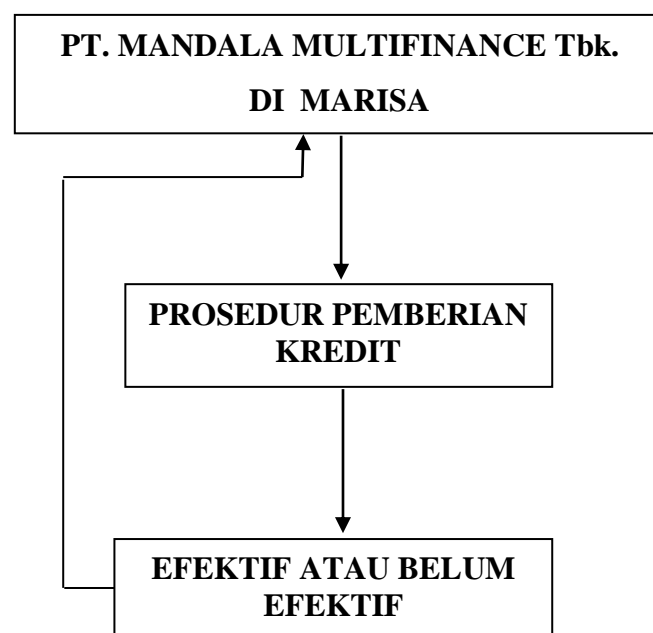 PT. MANDALA MULTIFINANCE Tbk.
DI MARISA
PROSEDUR PEMBERIAN
KREDIT
EFEKTIF ATAU BELUM
EFEKTIF